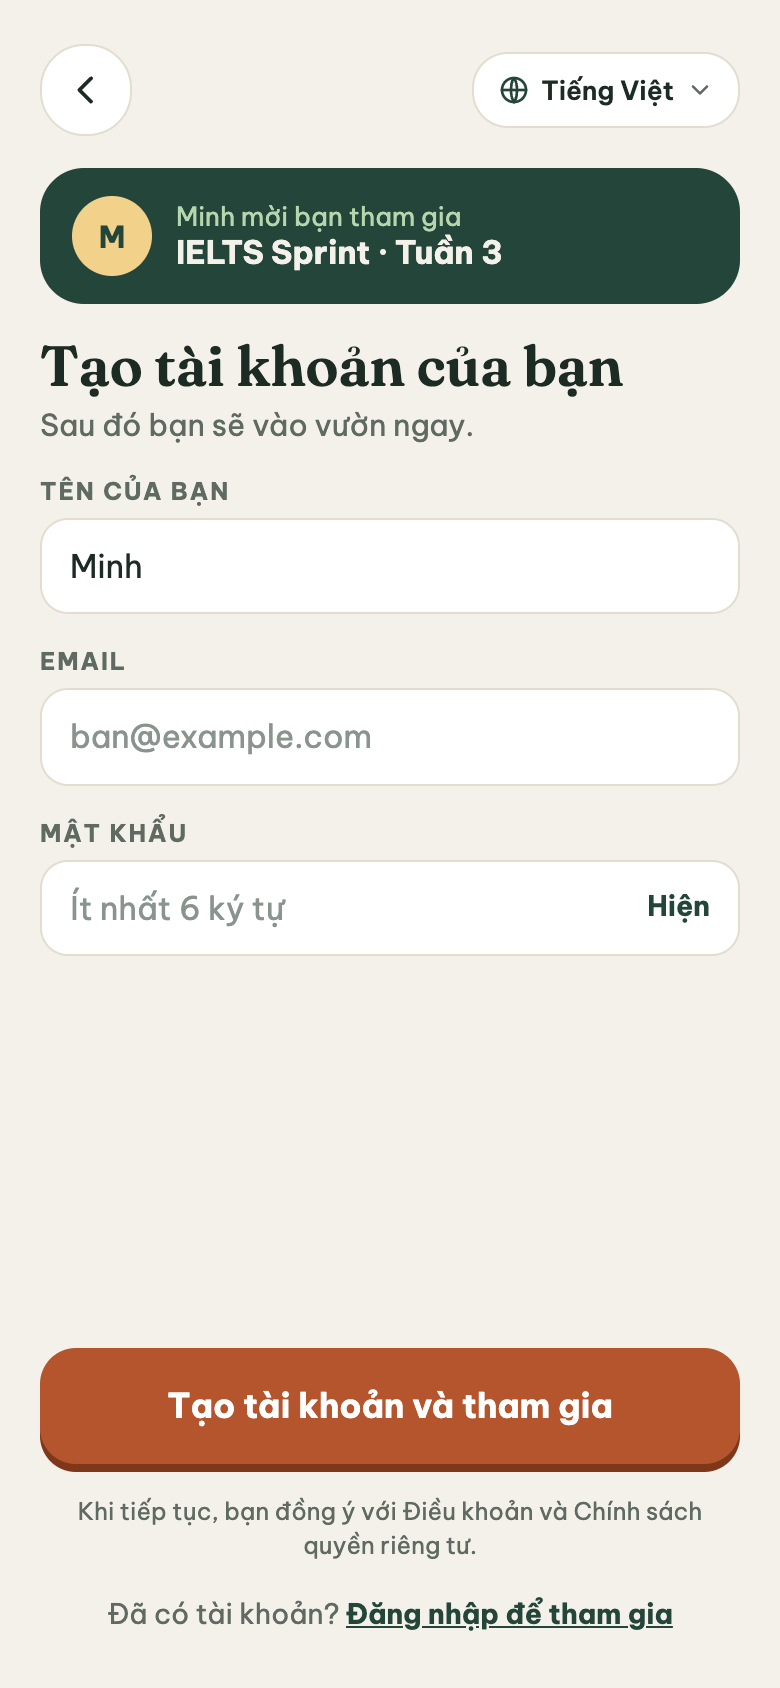 Tiếng Việt
M
Minh mời bạn tham gia
IELTS Sprint · Tuần 3
Tạo tài khoản của bạn
Sau đó bạn sẽ vào vườn ngay.
TÊN CỦA BẠN
Minh
EMAIL
ban@example.com
MẬT KHẨU
Ít nhất 6 ký tự
Hiện
Tạo tài khoản và tham gia
Khi tiếp tục, bạn đồng ý với Điều khoản và Chính sách
quyền riêng tư.
Đã có tài khoản? Đăng nhập để tham gia